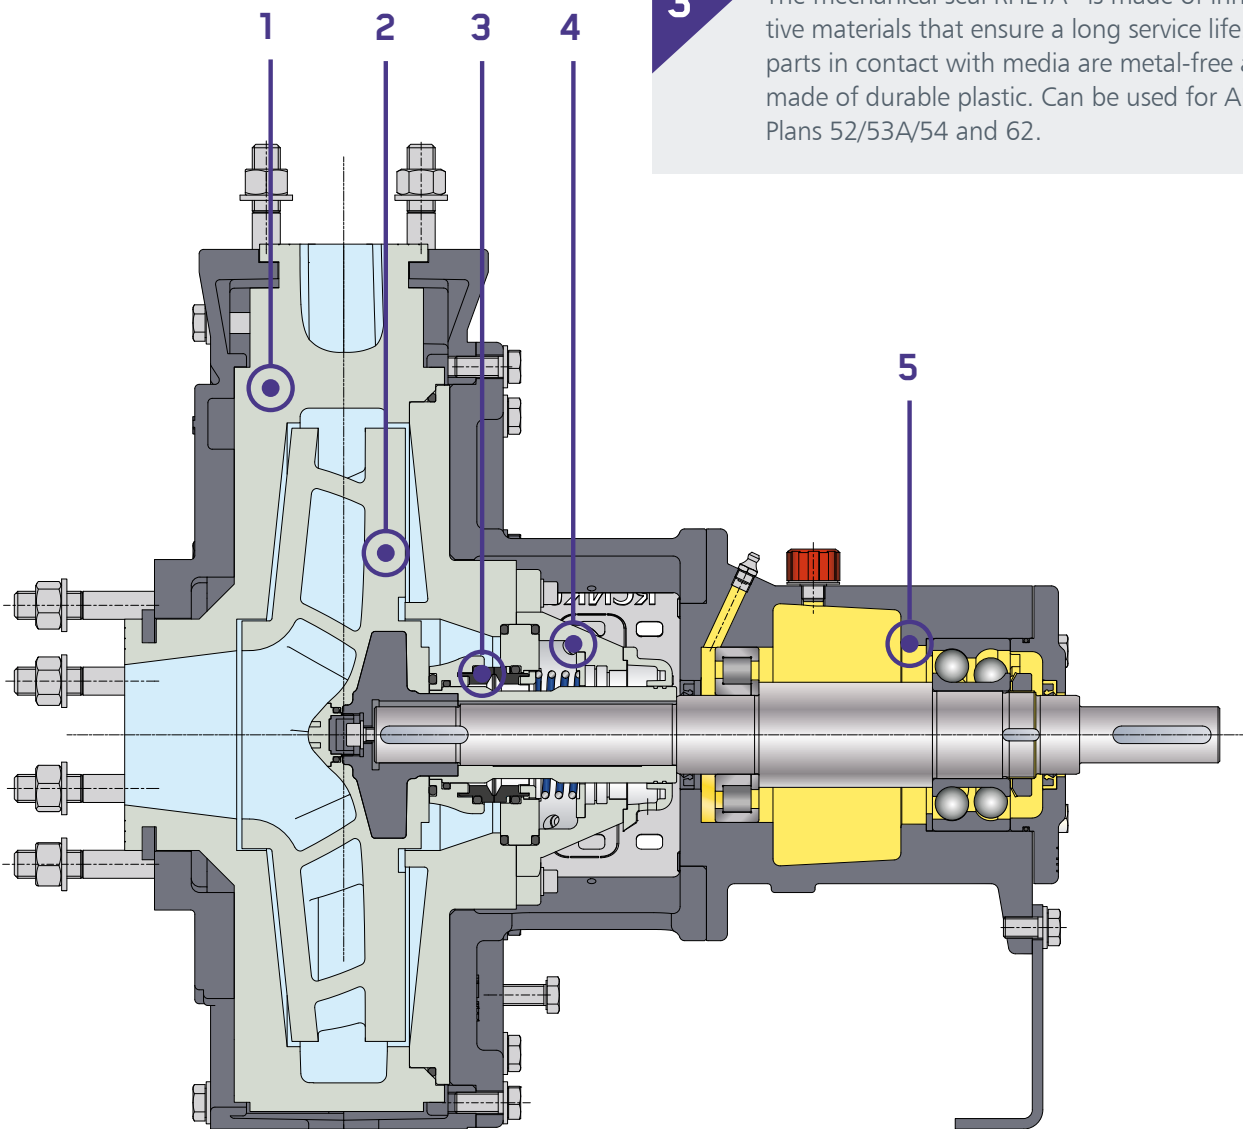 1 2 3 4
3
tive materials that ensure a long service life
parts in contact with media are metal-free
made of durable plastic. Can be used for A
Plans 52/53A/54 and 62.
5